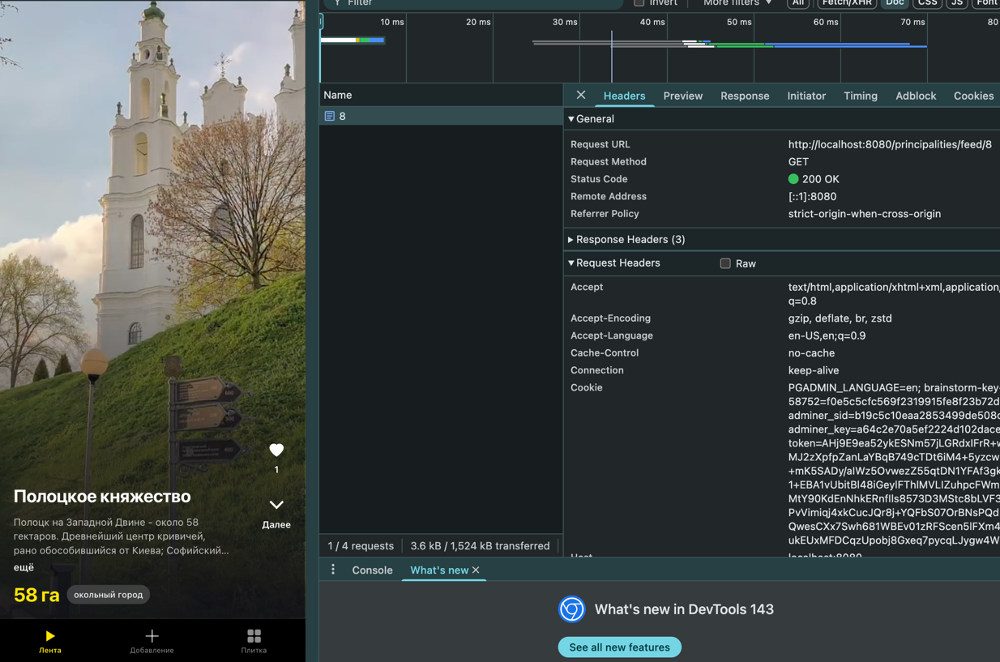 Полоцкое княжество
Полоцк на Западной Двине - около 58
гектаров. Древнейший центр кривичей,
рано обособившийся от Киева; Софийский...
ещё
58 га
окольный город
1
Далее
Лента
Добавление
Плитка
Filter
Invert
More filters
All
Fetch/XHR
Doc
CSS
JS
Font
10 ms
20 ms
30 ms
40 ms
50 ms
60 ms
70 ms
80
Name
8
1 / 4 requests
3.6 kB / 1,524 kB transferred
Headers
Preview
Response
Initiator
Timing
Adblock
Cookies
General
Request URL
http://localhost:8080/principalities/feed/8
Request Method
GET
Status Code
200 OK
Remote Address
[::1]:8080
Referrer Policy
strict-origin-when-cross-origin
Response Headers (3)
Request Headers
Raw
Accept
text/html,application/xhtml+xml,application,
q=0.8
Accept-Encoding
gzip, deflate, br, zstd
Accept-Language
en-US,en;q=0.9
Cache-Control
no-cache
Connection
keep-alive
Cookie
PGADMIN_LANGUAGE=en; brainstorm-key-
58752=f0e5c5cfc569f2319915fe8f23b72d
adminer_sid=b19c5c10eaa2853499de508c
adminer_key=a64c2e70a5ef2224d102dace
token=AHj9E9ea52ykESNm57jLGRdxIFrR+w
MJ2zXpfpZanLaYBqB749cTDt6iM4+5yzcw
+mK5SADy/aIWz5OvwezZ55qtDN1YFAf3gk
1+EBA1vUbitBl48iGeylFThlMVLIZuhpcFWm
MtY90KdEnNhkERnfIls8573D3MStc8bLVF3
PvVimiqj4xkCucJQr8j+YQFbS07OrBNsPQd
QwesCXx7Swh681WBEv01zRFScen5lFXm4
ukEUxMFDCqzUpobj8Gxeq7pycqLJygw4W
Host
localhost:8080
Console
What's new
What's new in DevTools 143
See all new features